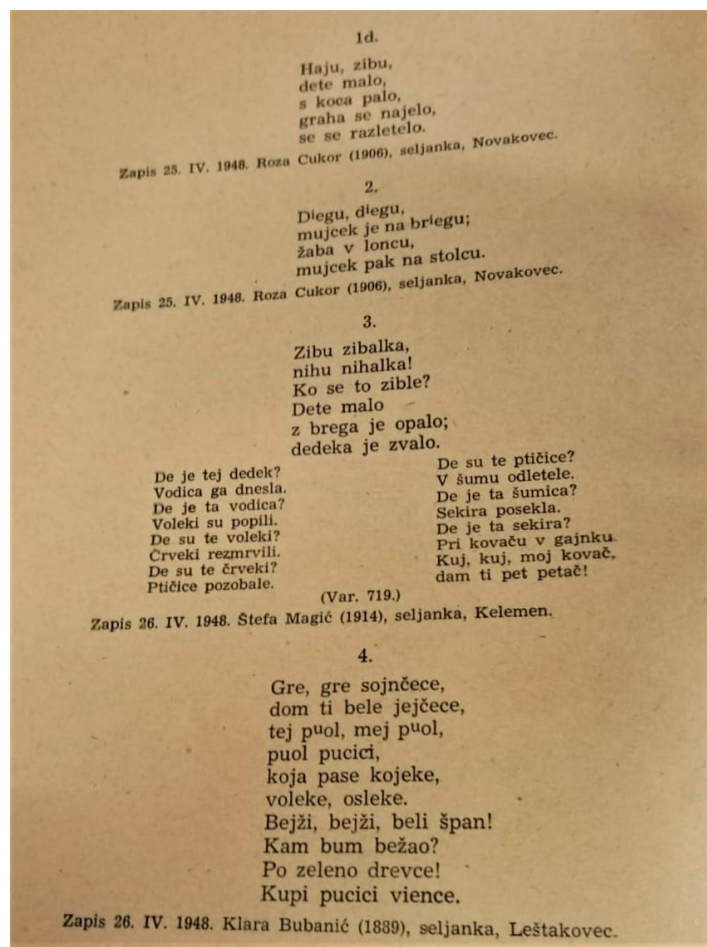 1d.
Haju, zibu,
dete malo,
s koca palo,
graha se najelo,
se se razletelo.
Zapis 25. IV. 1948. Roza Cukor (1906), seljanka, Novakovec.
2.
Dⁱegu, dⁱegu,
mujcek je na brⁱegu;
žaba v loncu,
mujcek pak na stolcu.
Zapis 25. IV. 1948. Roza Cukor (1906), seljanka, Novakovec.
3.
Zibu zibalka,
nihu nihalka!
Ko se to zible?
Dete malo
z brega je opalo;
dedeka je zvalo.
De je tej dedek?
Vodica ga dnesla.
De je ta vodica?
Voleki su popili.
De su te voleki?
Črveki rezmrvili.
De su te črveki?
Ptičice pozobale.
De su te ptičice?
V šumu odletele.
De je ta šumica?
Sekira posekla.
De je ta sekira?
Pri kovaču v gajnku.
Kuj, kuj, moj kovač,
dam ti pet petač!
(Var. 719.)
Zapis 26. IV. 1948. Štefa Magić (1914), seljanka, Kelemen.
4.
Gre, gre sojnčece,
dom ti bele jejčece,
tej pᵘol, mej pᵘol,
puol pucici,
koja pase kojeke,
voleke, osleke.
Bejži, bejži, beli špan!
Kam bum bežao?
Po zeleno drevce!
Kupi pucici vience.
Zapis 26. IV. 1948. Klara Bubanić (1889), seljanka, Leštakovec.